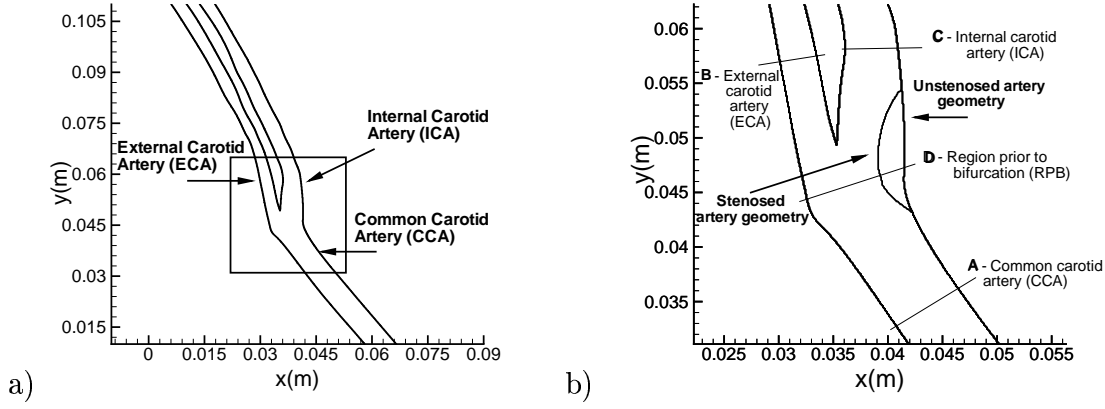 0.105
0.09
0.075
0.06
0.045
0.03
0.015
y(m)
0
0.015
0.03
0.045
0.06
0.075
0.09
x(m)
External Carotid
Artery (ECA)
Internal Carotid
Artery (ICA)
Common Carotid
Artery (CCA)
a)
0.06
0.055
0.05
0.045
0.04
0.035
y(m)
0.025
0.03
0.035
0.04
0.045
0.05
0.055
x(m)
C - Internal carotid
artery (ICA)
B - External
carotid
artery
(ECA)
Unstenosed artery
geometry
D - Region prior to
bifurcation (RPB)
Stenosed
artery geometry
A - Common carotid
artery (CCA)
b)